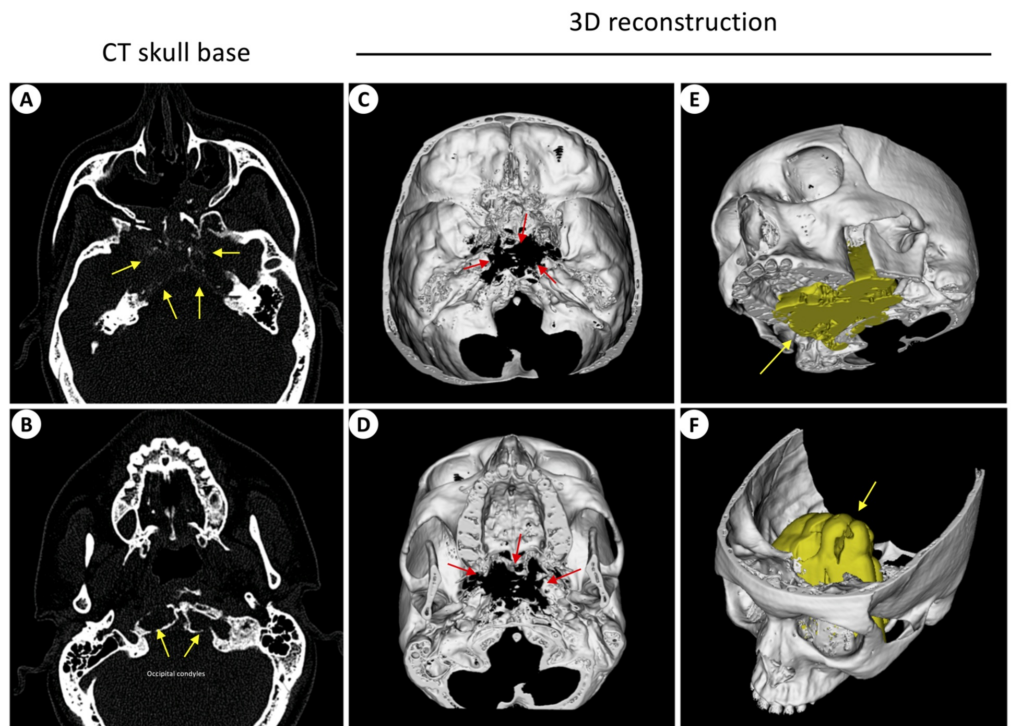 3D reconstruction
CT skull base
A
C
E
B
D
F
Occipital condyles